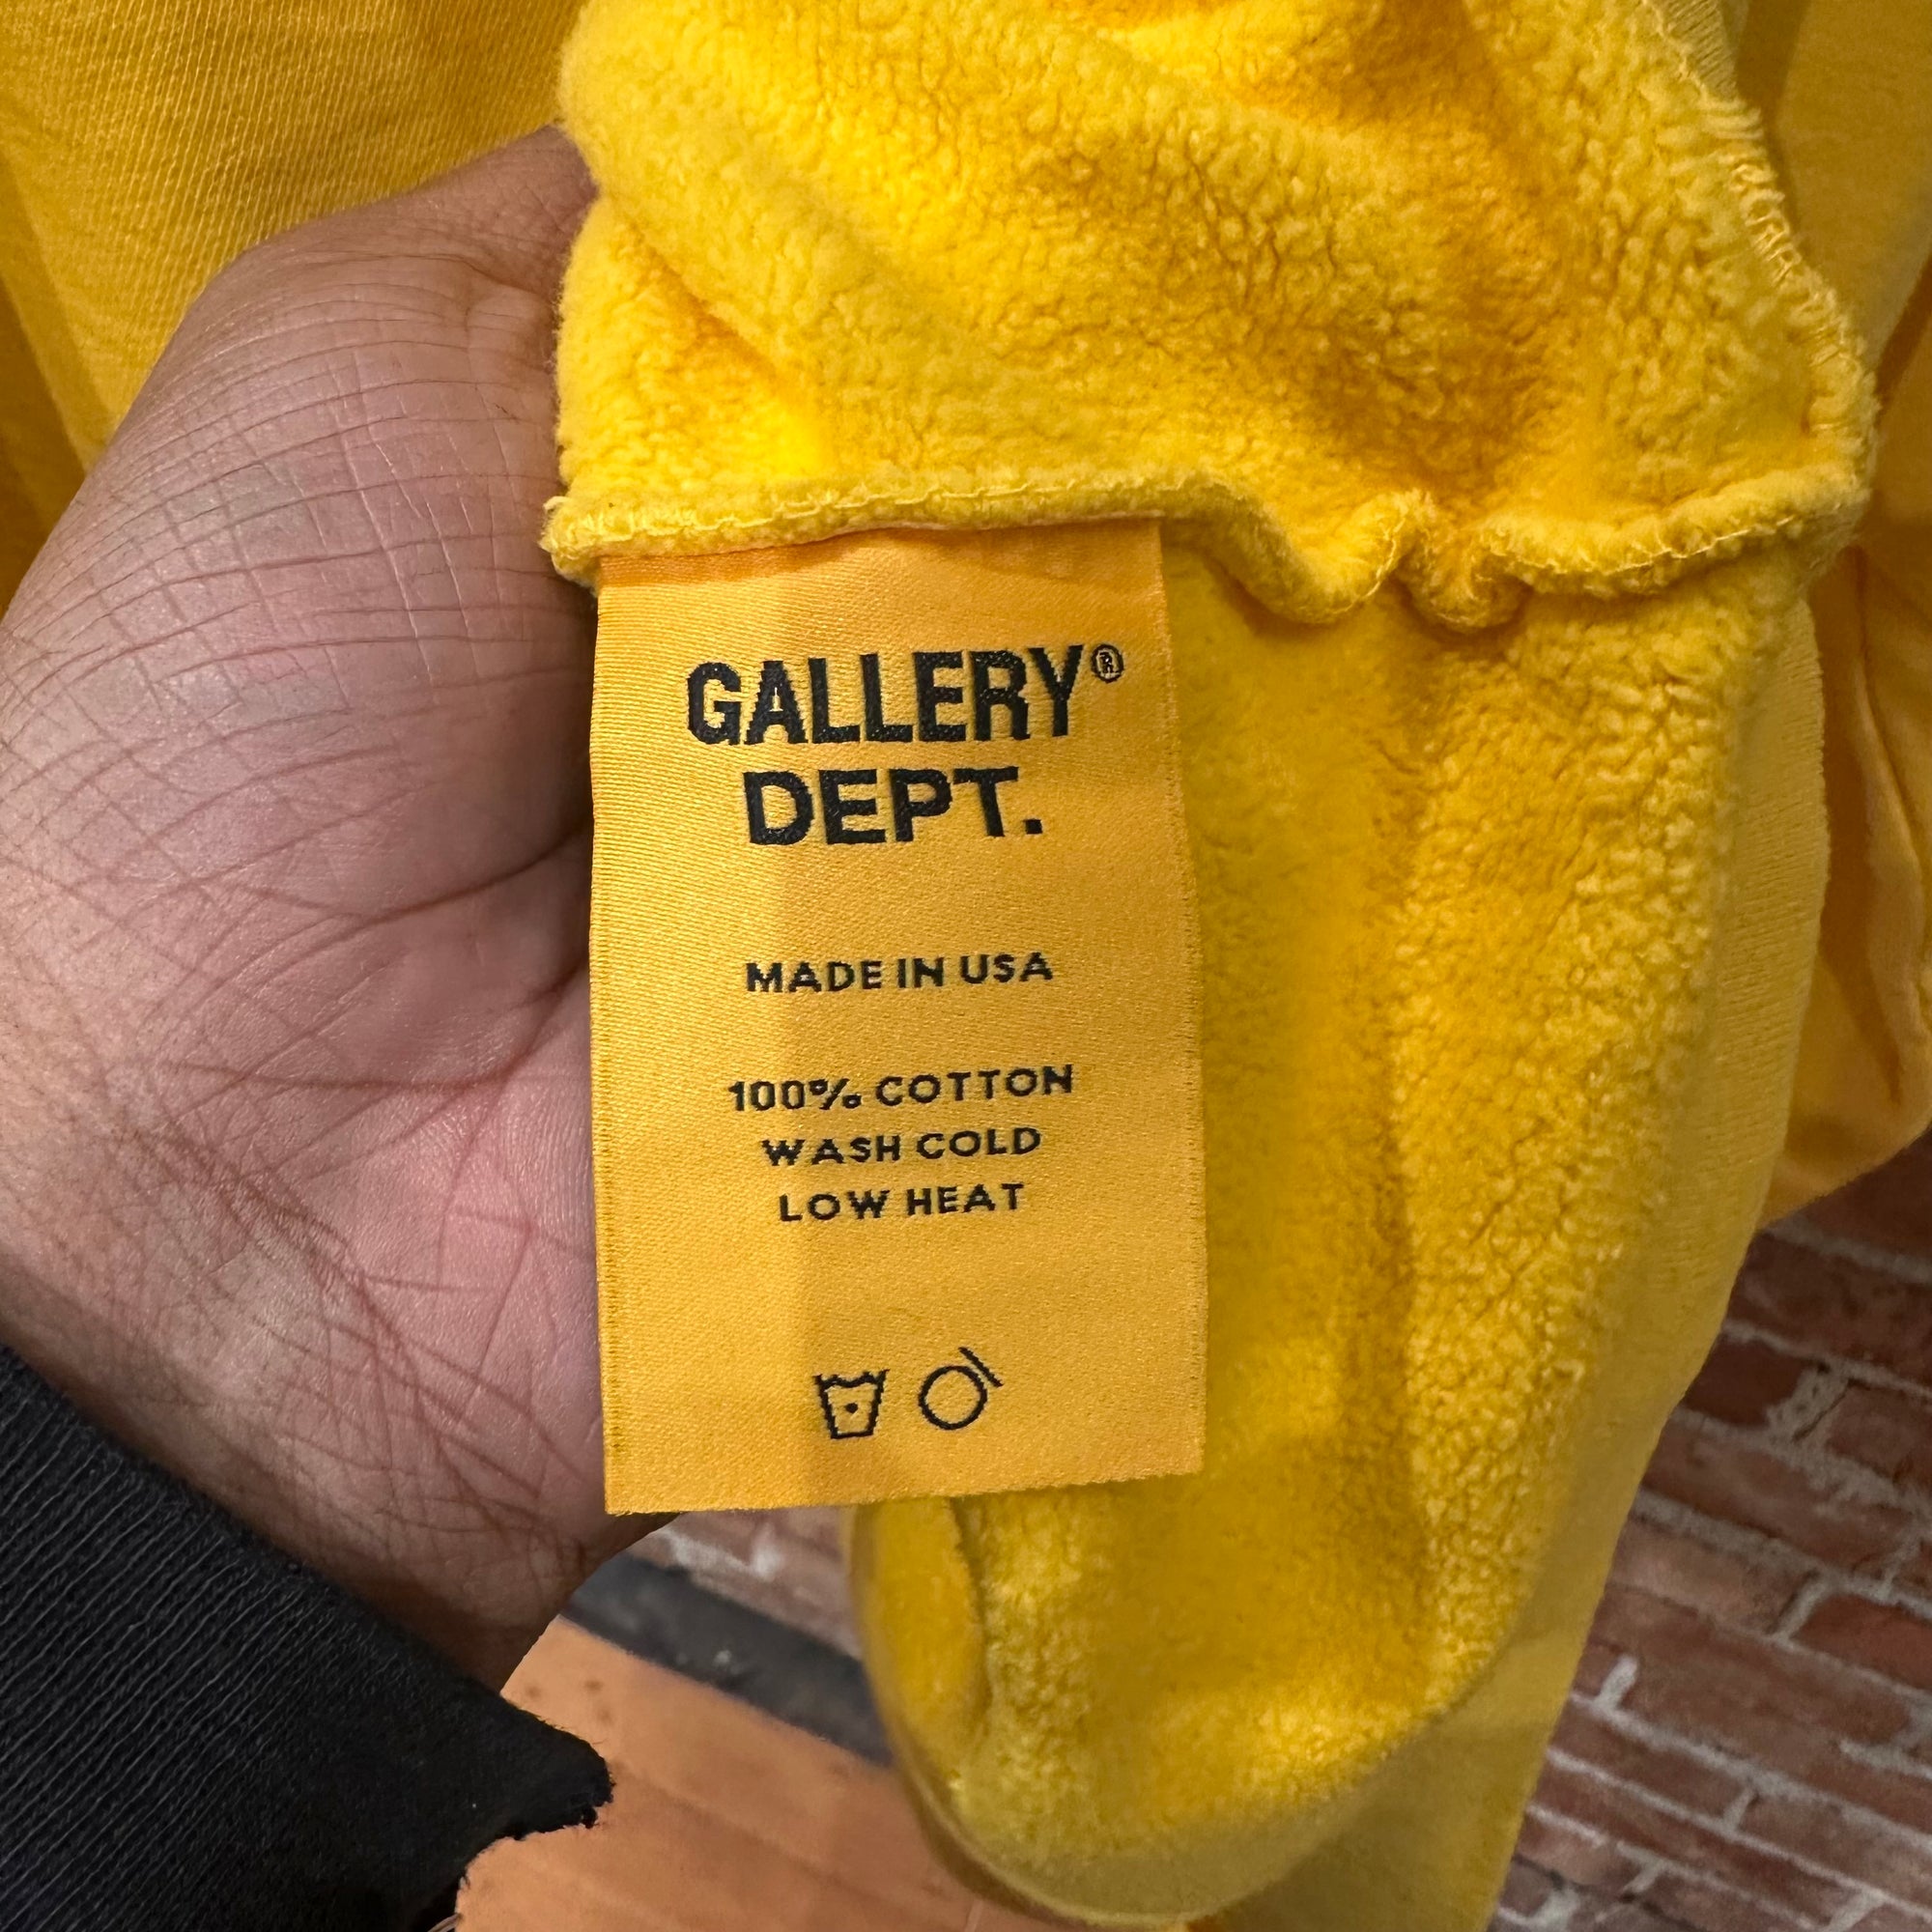 GALLERY®
DEPT.
MADE IN USA
100% COTTON
WASH COLD
LOW HEAT